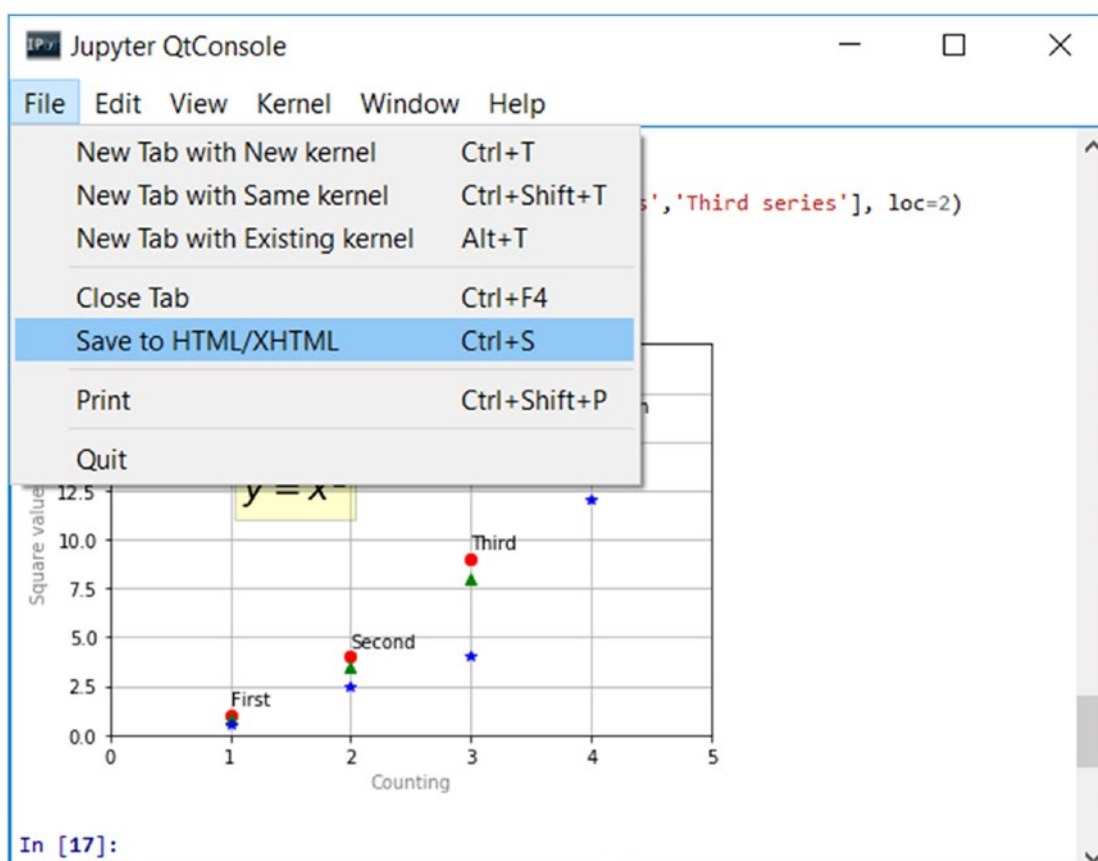 IP[y] Jupyter QtConsole
File Edit View Kernel Window Help
New Tab with New kernel Ctrl+T
New Tab with Same kernel Ctrl+Shift+T
s','Third series'], loc=2)
New Tab with Existing kernel Alt+T
Close Tab Ctrl+F4
Save to HTML/XHTML Ctrl+S
Print Ctrl+Shift+P
Quit
Square value
12.5
10.0
7.5
5.0
2.5
0.0
y = x
Third
Second
First
0 1 2 3 4 5
Counting
In [17]: